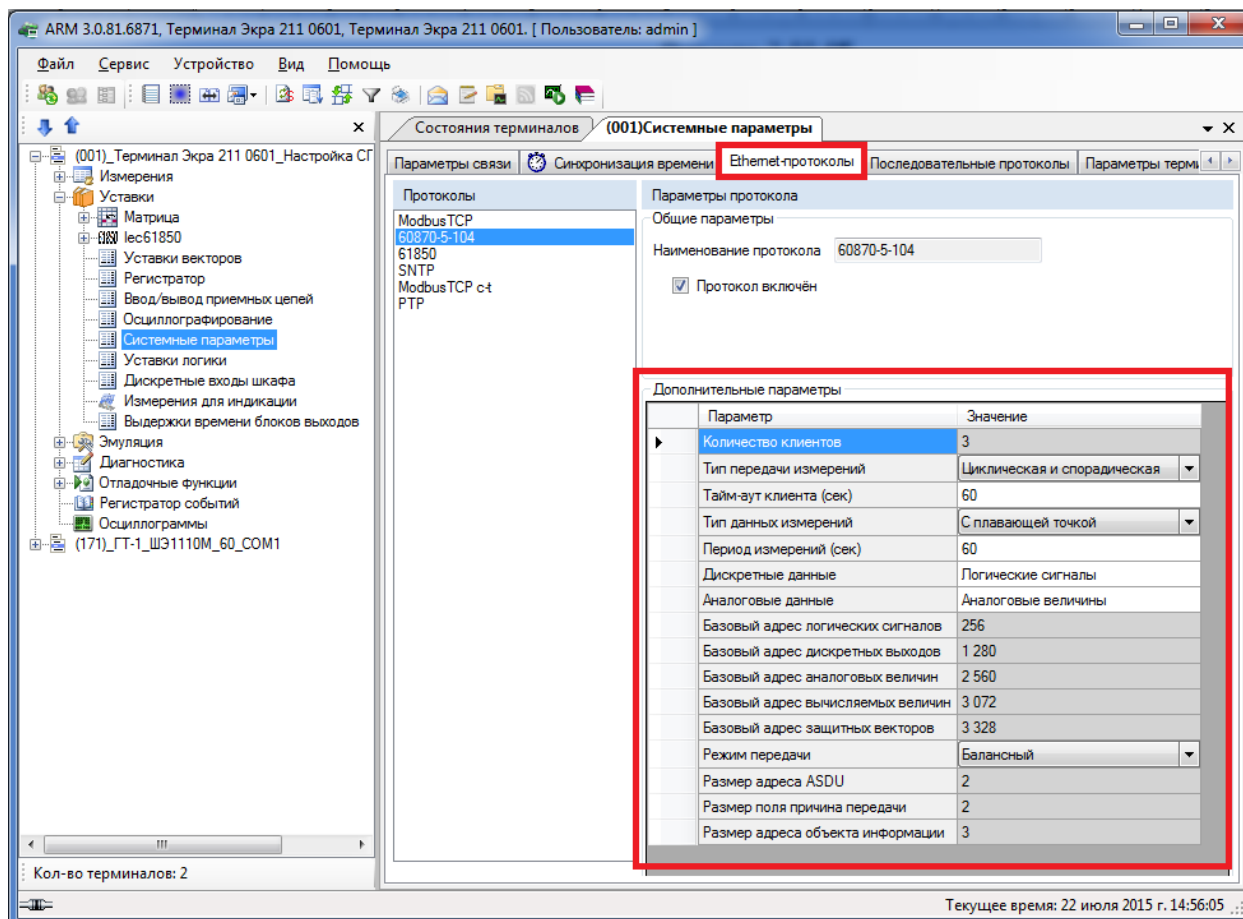 ARM 3.0.81.6871, Терминал Экра 211 0601, Терминал Экра 211 0601. [ Пользователь: admin ]
Файл Сервис Устройство Вид Помощь
Состояния терминалов (001)Системные параметры
(001)_Терминал Экра 211 0601_Настройка СГ
Измерения
Уставки
Матрица
Iec61850
Уставки векторов
Регистратор
Ввод/вывод приемных цепей
Осциллографирование
Системные параметры
Уставки логики
Дискретные входы шкафа
Измерения для индикации
Выдержки времени блоков выходов
Эмуляция
Диагностика
Отладочные функции
Регистратор событий
Осциллограммы
(171)_ГТ-1_ШЭ1110М_60_COM1
Кол-во терминалов: 2
Параметры связи Синхронизация времени Ethernet-протоколы Последовательные протоколы Параметры терми
Протоколы
ModbusTCP
60870-5-104
61850
SNTP
ModbusTCP c-t
PTP
Параметры протокола
Общие параметры
Наименование протокола 60870-5-104
Протокол включён
Дополнительные параметры
Параметр Значение
Количество клиентов 3
Тип передачи измерений Циклическая и спорадическая
Тайм-аут клиента (сек) 60
Тип данных измерений С плавающей точкой
Период измерений (сек) 60
Дискретные данные Логические сигналы
Аналоговые данные Аналоговые величины
Базовый адрес логических сигналов 256
Базовый адрес дискретных выходов 1 280
Базовый адрес аналоговых величин 2 560
Базовый адрес вычисляемых величин 3 072
Базовый адрес защитных векторов 3 328
Режим передачи Балансный
Размер адреса ASDU 2
Размер поля причина передачи 2
Размер адреса объекта информации 3
Текущее время: 22 июля 2015 г. 14:56:05